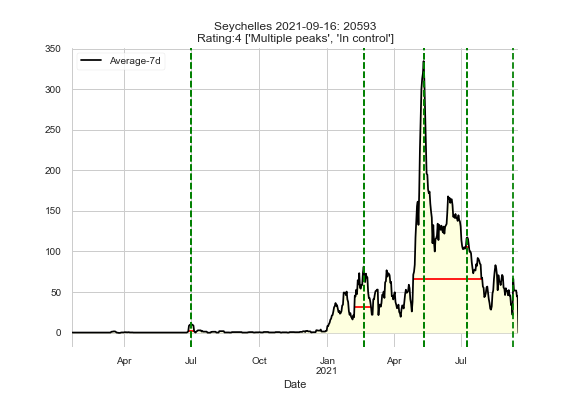 Seychelles 2021-09-16: 20593
Rating:4 ['Multiple peaks', 'In control']
350
Average-7d
300
250
200
150
100
50
0
Apr Jul Oct Jan Apr Jul
2021
Date